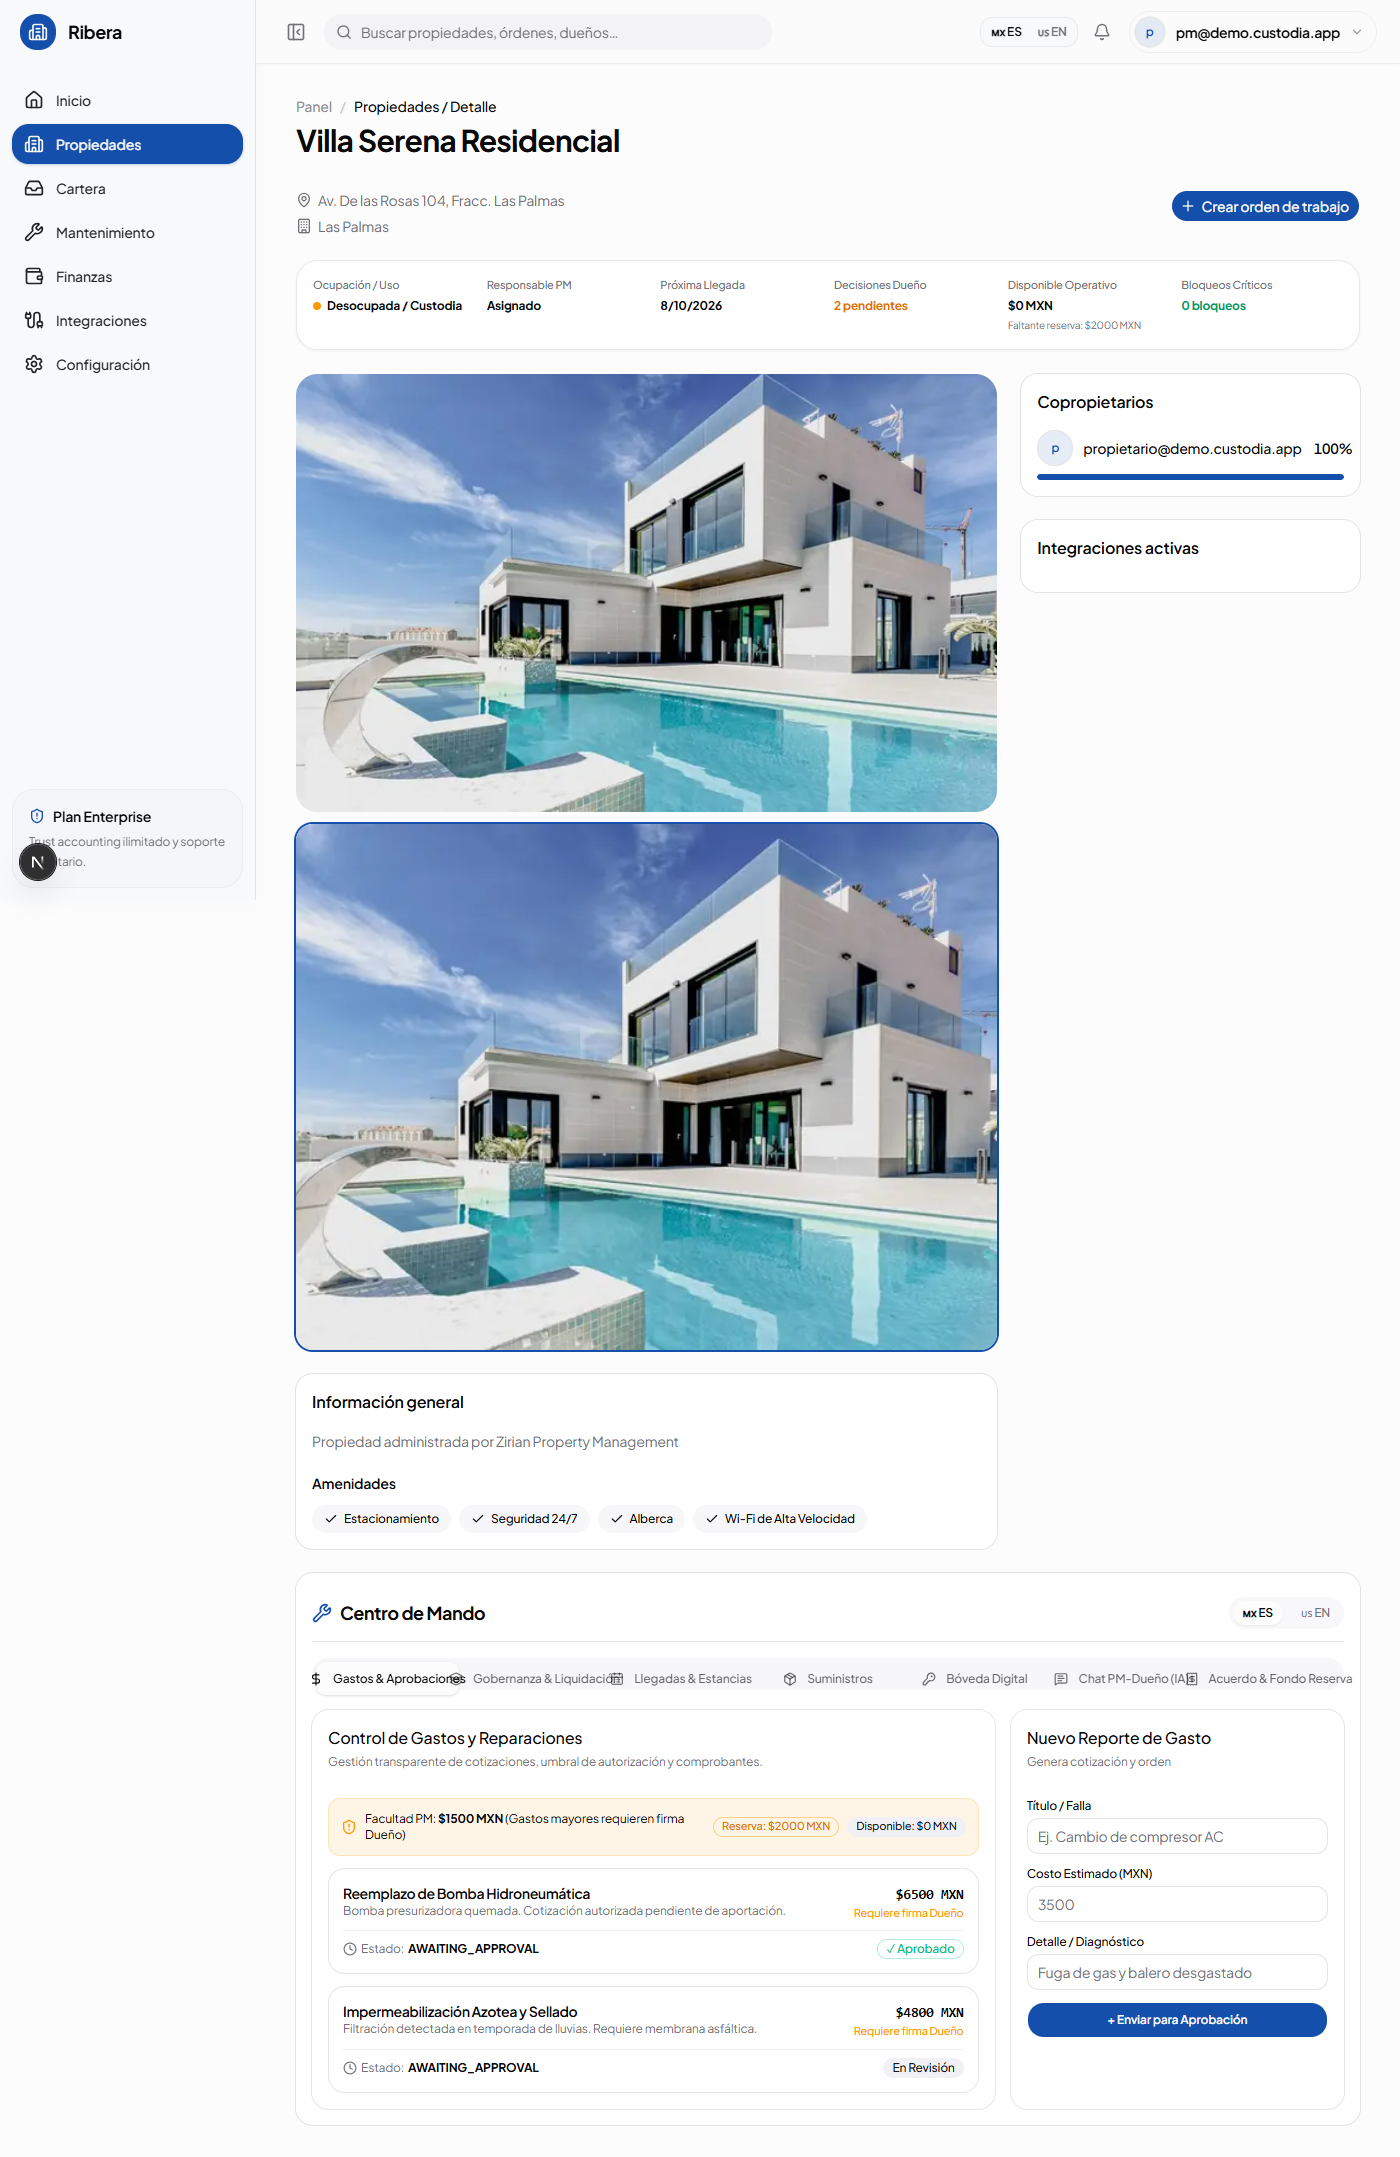 Ribera
Buscar propiedades, órdenes, dueños...
MX ES US EN
p pm@demo.custodia.app
Inicio
Propiedades
Cartera
Mantenimiento
Finanzas
Integraciones
Configuración
Plan Enterprise
Trust accounting ilimitado y soporte
tario.
N
Panel / Propiedades / Detalle
Villa Serena Residencial
Av. De las Rosas 104, Fracc. Las Palmas
Las Palmas
+ Crear orden de trabajo
Ocupación / Uso
Desocupada / Custodia
Responsable PM
Asignado
Próxima Llegada
8/10/2026
Decisiones Dueño
2 pendientes
Disponible Operativo
$0 MXN
Faltante reserva: $2000 MXN
Bloqueos Críticos
0 bloqueos
Copropietarios
p propietario@demo.custodia.app 100%
Integraciones activas
Información general
Propiedad administrada por Zirian Property Management
Amenidades
✓ Estacionamiento ✓ Seguridad 24/7 ✓ Alberca ✓ Wi-Fi de Alta Velocidad
Centro de Mando
MX ES US EN
Gastos & Aprobaciones Gobernanza & Liquidació Llegadas & Estancias Suministros Bóveda Digital Chat PM-Dueño (IA) Acuerdo & Fondo Reserva
Control de Gastos y Reparaciones
Gestión transparente de cotizaciones, umbral de autorización y comprobantes.
Facultad PM: $1500 MXN (Gastos mayores requieren firma
Dueño)
Reserva: $2000 MXN Disponible: $0 MXN
Reemplazo de Bomba Hidroneumática $6500 MXN
Bomba presurizadora quemada. Cotización autorizada pendiente de aportación. Requiere firma Dueño
Estado: AWAITING_APPROVAL ✓ Aprobado
Impermeabilización Azotea y Sellado $4800 MXN
Filtración detectada en temporada de lluvias. Requiere membrana asfáltica. Requiere firma Dueño
Estado: AWAITING_APPROVAL En Revisión
Nuevo Reporte de Gasto
Genera cotización y orden
Título / Falla
Ej. Cambio de compresor AC
Costo Estimado (MXN)
3500
Detalle / Diagnóstico
Fuga de gas y balero desgastado
+ Enviar para Aprobación